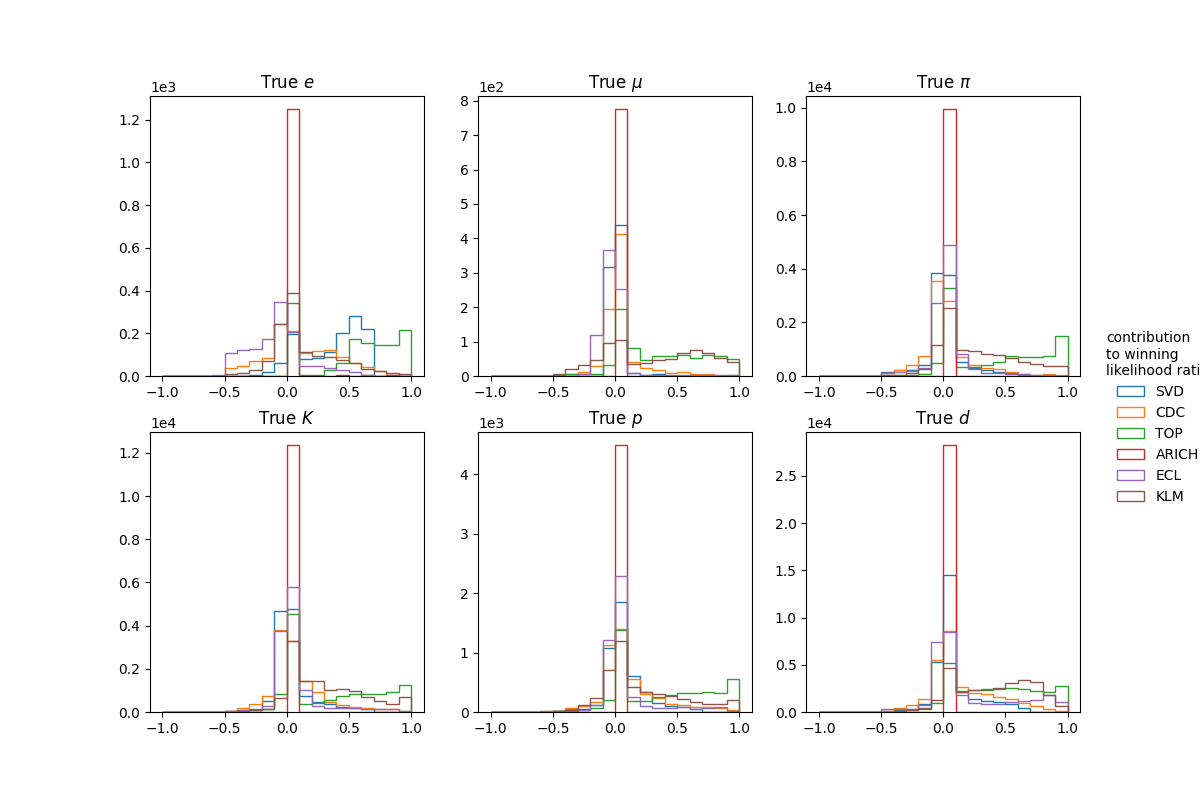 True e
True μ
True π
1e3
8e2
1e4
1.2
1.0
0.8
0.6
0.4
0.2
0.0
8
7
6
5
4
3
2
1
0
1.0
0.8
0.6
0.4
0.2
0.0
−1.0 −0.5 0.0 0.5 1.0
−1.0 −0.5 0.0 0.5 1.0
−1.0 −0.5 0.0 0.5 1.0
True K
True p
True d
1e4
1e3
1e4
1.2
1.0
0.8
0.6
0.4
0.2
0.0
4
3
2
1
0
2.5
2.0
1.5
1.0
0.5
0.0
−1.0 −0.5 0.0 0.5 1.0
−1.0 −0.5 0.0 0.5 1.0
−1.0 −0.5 0.0 0.5 1.0
contribution
to winning
likelihood rati
SVD
CDC
TOP
ARICH
ECL
KLM